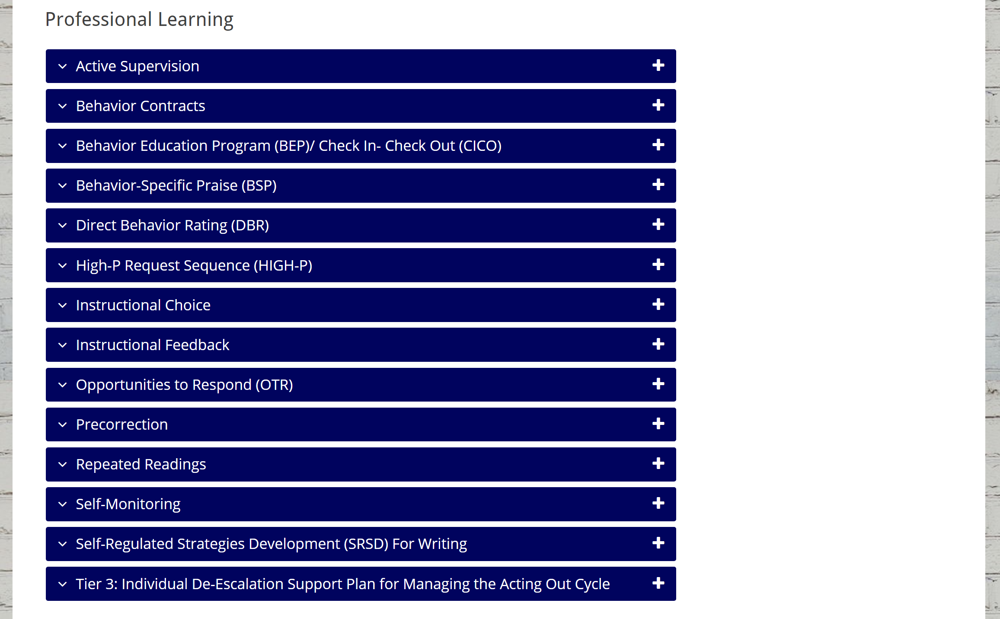 Professional Learning
Active Supervision
Behavior Contracts
Behavior Education Program (BEP)/ Check In- Check Out (CICO)
Behavior-Specific Praise (BSP)
Direct Behavior Rating (DBR)
High-P Request Sequence (HIGH-P)
Instructional Choice
Instructional Feedback
Opportunities to Respond (OTR)
Precorrection
Repeated Readings
Self-Monitoring
Self-Regulated Strategies Development (SRSD) For Writing
Tier 3: Individual De-Escalation Support Plan for Managing the Acting Out Cycle